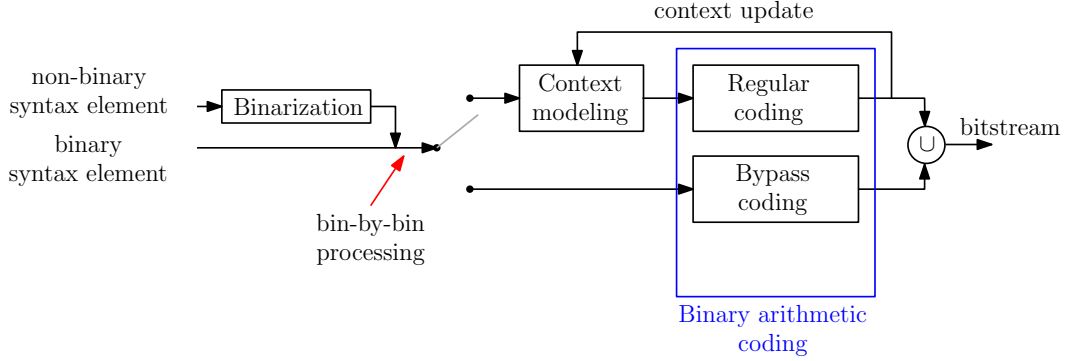 context update
non-binary
syntax element
Binarization
binary
syntax element
bin-by-bin
processing
Context
modeling
Regular
coding
Bypass
coding
∪
bitstream
Binary arithmetic
coding